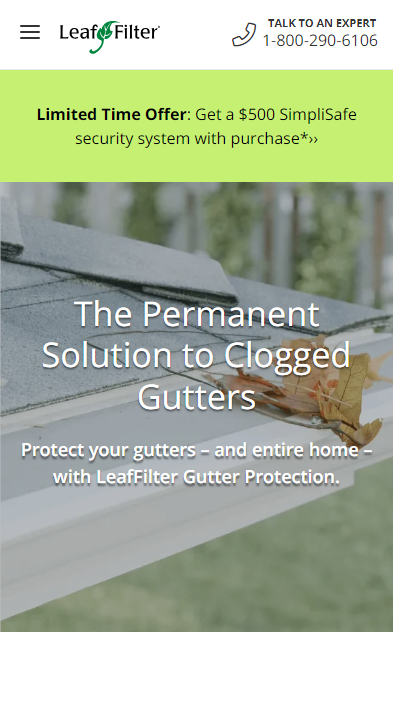 LeafFilter
TALK TO AN EXPERT
1-800-290-6106
Limited Time Offer: Get a $500 SimpliSafe
security system with purchase*››
The Permanent
Solution to Clogged
Gutters
Protect your gutters – and entire home –
with LeafFilter Gutter Protection.